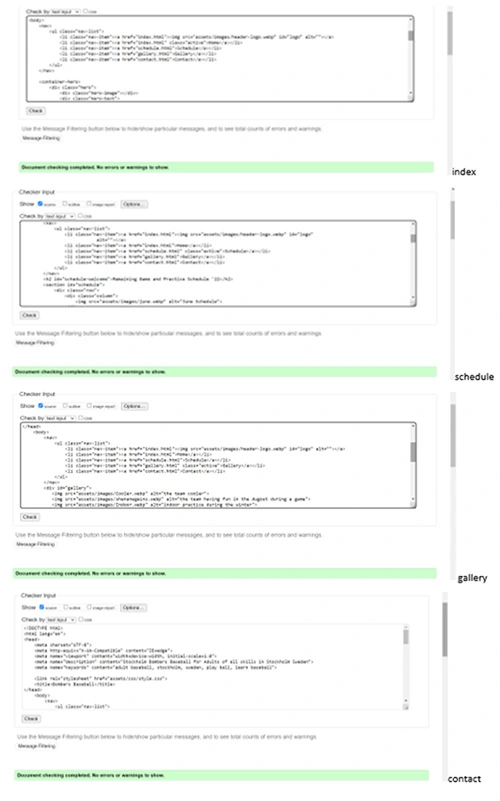 Check by text input css
<body>
<nav>
<ul class="nav-list">
<li class="nav-item"><a href="index.html"><img src="assets/images/header-logo.webp" id="logo" alt=""></a>
<li class="nav-item"><a href="index.html" class="active">Home</a></li>
<li class="nav-item"><a href="schedule.html">Schedule</a></li>
<li class="nav-item"><a href="gallery.html">Gallery</a></li>
<li class="nav-item"><a href="contact.html">Contact</a></li>
</ul>
</nav>
<div class="hero">
<div class="hero-image"></div>
<div class="hero-text">
Check
Use the Message Filtering button below to hide/show particular messages, and to see total counts of errors and warnings.
Message Filtering
Document checking completed. No errors or warnings to show.
index
Checker Input
Show source outline image report Options...
Check by text input css
<nav>
<ul class="nav-list">
<li class="nav-item"><a href="index.html"><img src="assets/images/header-logo.webp" id="logo"
alt=""></a>
<li class="nav-item"><a href="index.html">Home</a></li>
<li class="nav-item"><a href="schedule.html" class="active">Schedule</a></li>
<li class="nav-item"><a href="gallery.html">Gallery</a></li>
<li class="nav-item"><a href="contact.html">Contact</a></li>
</ul>
</nav>
<h2 id="schedule-welcome">Remaining Game and Practice Schedule '22</h2>
<section id="schedule">
<div class="row">
<div class="column">
<img src="assets/images/june.webp" alt="June Schedule">
Check
Use the Message Filtering button below to hide/show particular messages, and to see total counts of errors and warnings.
Message Filtering
Document checking completed. No errors or warnings to show.
schedule
Checker Input
Show source outline image report Options...
Check by text input css
</head>
<body>
<nav>
<ul class="nav-list">
<li class="nav-item"><a href="index.html"><img src="assets/images/header-logo.webp" id="logo" alt=""></a>
<li class="nav-item"><a href="index.html">Home</a></li>
<li class="nav-item"><a href="schedule.html">Schedule</a></li>
<li class="nav-item"><a href="gallery.html" class="active">Gallery</a></li>
<li class="nav-item"><a href="contact.html">Contact</a></li>
</ul>
</nav>
<div id="gallery">
<img src="assets/images/cooler.webp" alt="the team cooler">
<img src="assets/images/shenanegans.webp" alt="the team having fun in the dugout during a game">
<img src="assets/images/indoor.webp" alt="indoor practice during the winter">
Check
Use the Message Filtering button below to hide/show particular messages, and to see total counts of errors and warnings.
Message Filtering
Document checking completed. No errors or warnings to show.
gallery
Checker Input
Show source outline image report Options...
Check by text input css
<!DOCTYPE html>
<html lang="en">
<head>
<meta charset="UTF-8">
<meta http-equiv="X-UA-Compatible" content="IE=edge">
<meta name="viewport" content="width=device-width, initial-scale=1.0">
<meta name="description" content="Stockholm Bombers Baseball for Adults of all skills in Stockholm Sweden">
<meta name="keywords" content="adult baseball, stockholm, sweden, play ball, learn baseball">
<link rel="stylesheet" href="assets/css/style.css">
<title>Bombers Baseball</title>
</head>
<body>
<nav>
<ul class="nav-list">
Check
Use the Message Filtering button below to hide/show particular messages, and to see total counts of errors and warnings.
Message Filtering
Document checking completed. No errors or warnings to show.
contact